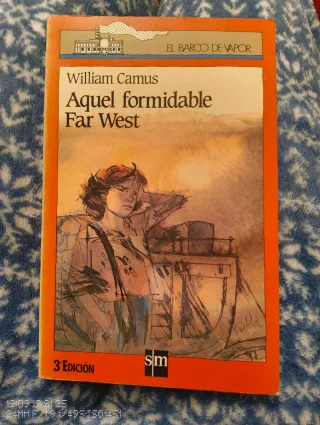 EL BARCO DE VAPOR
William Camus
Aquel formidable
Far West
3 EDICIÓN
sm